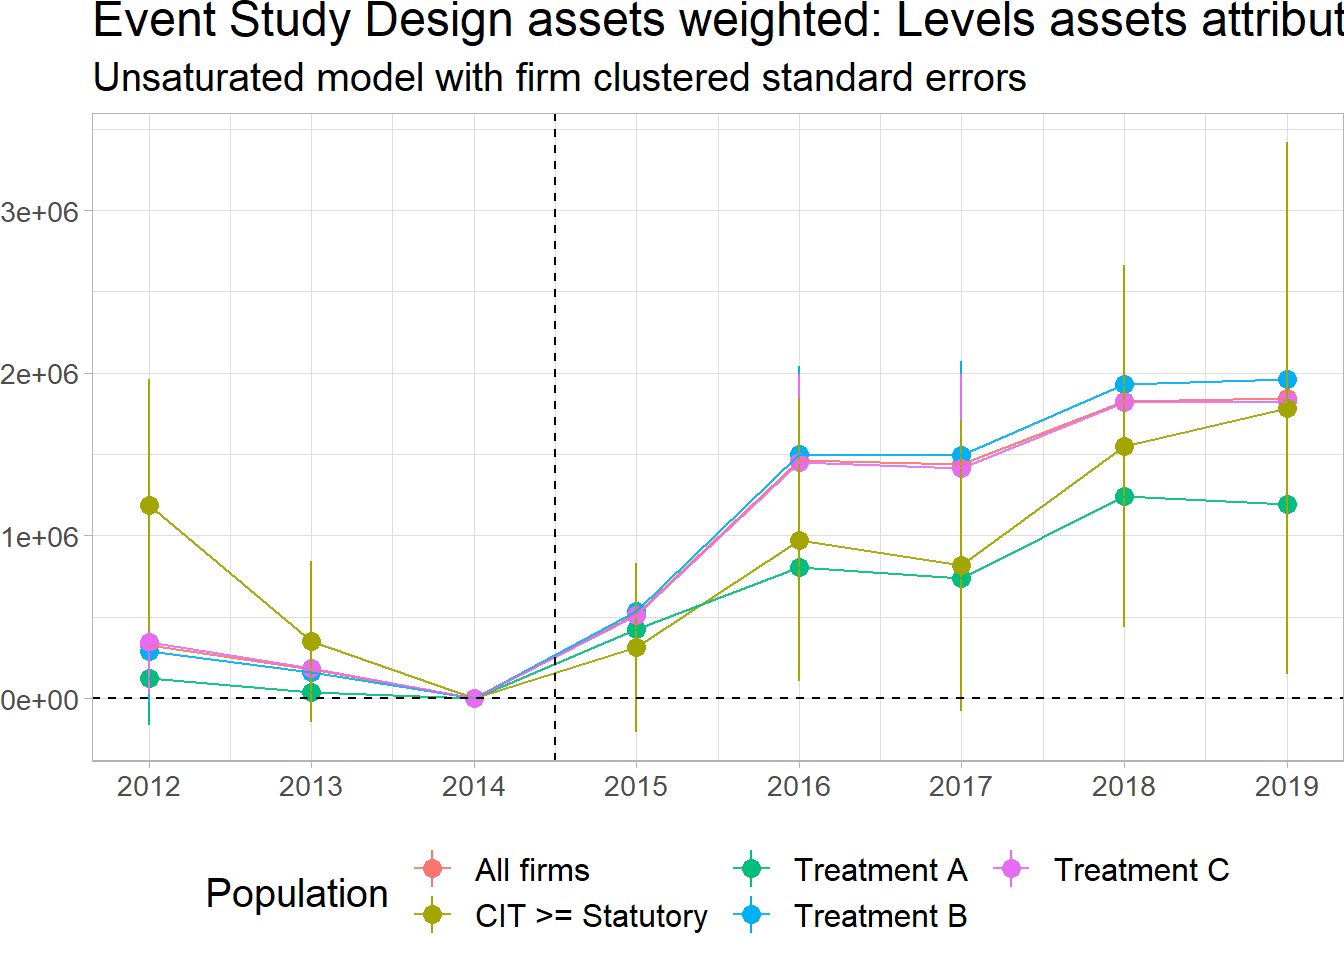 Event Study Design assets weighted: Levels assets attribut
Unsaturated model with firm clustered standard errors
3e+06
2e+06
1e+06
0e+00
2012 2013 2014 2015 2016 2017 2018 2019
Population
All firms Treatment A Treatment C
CIT >= Statutory Treatment B